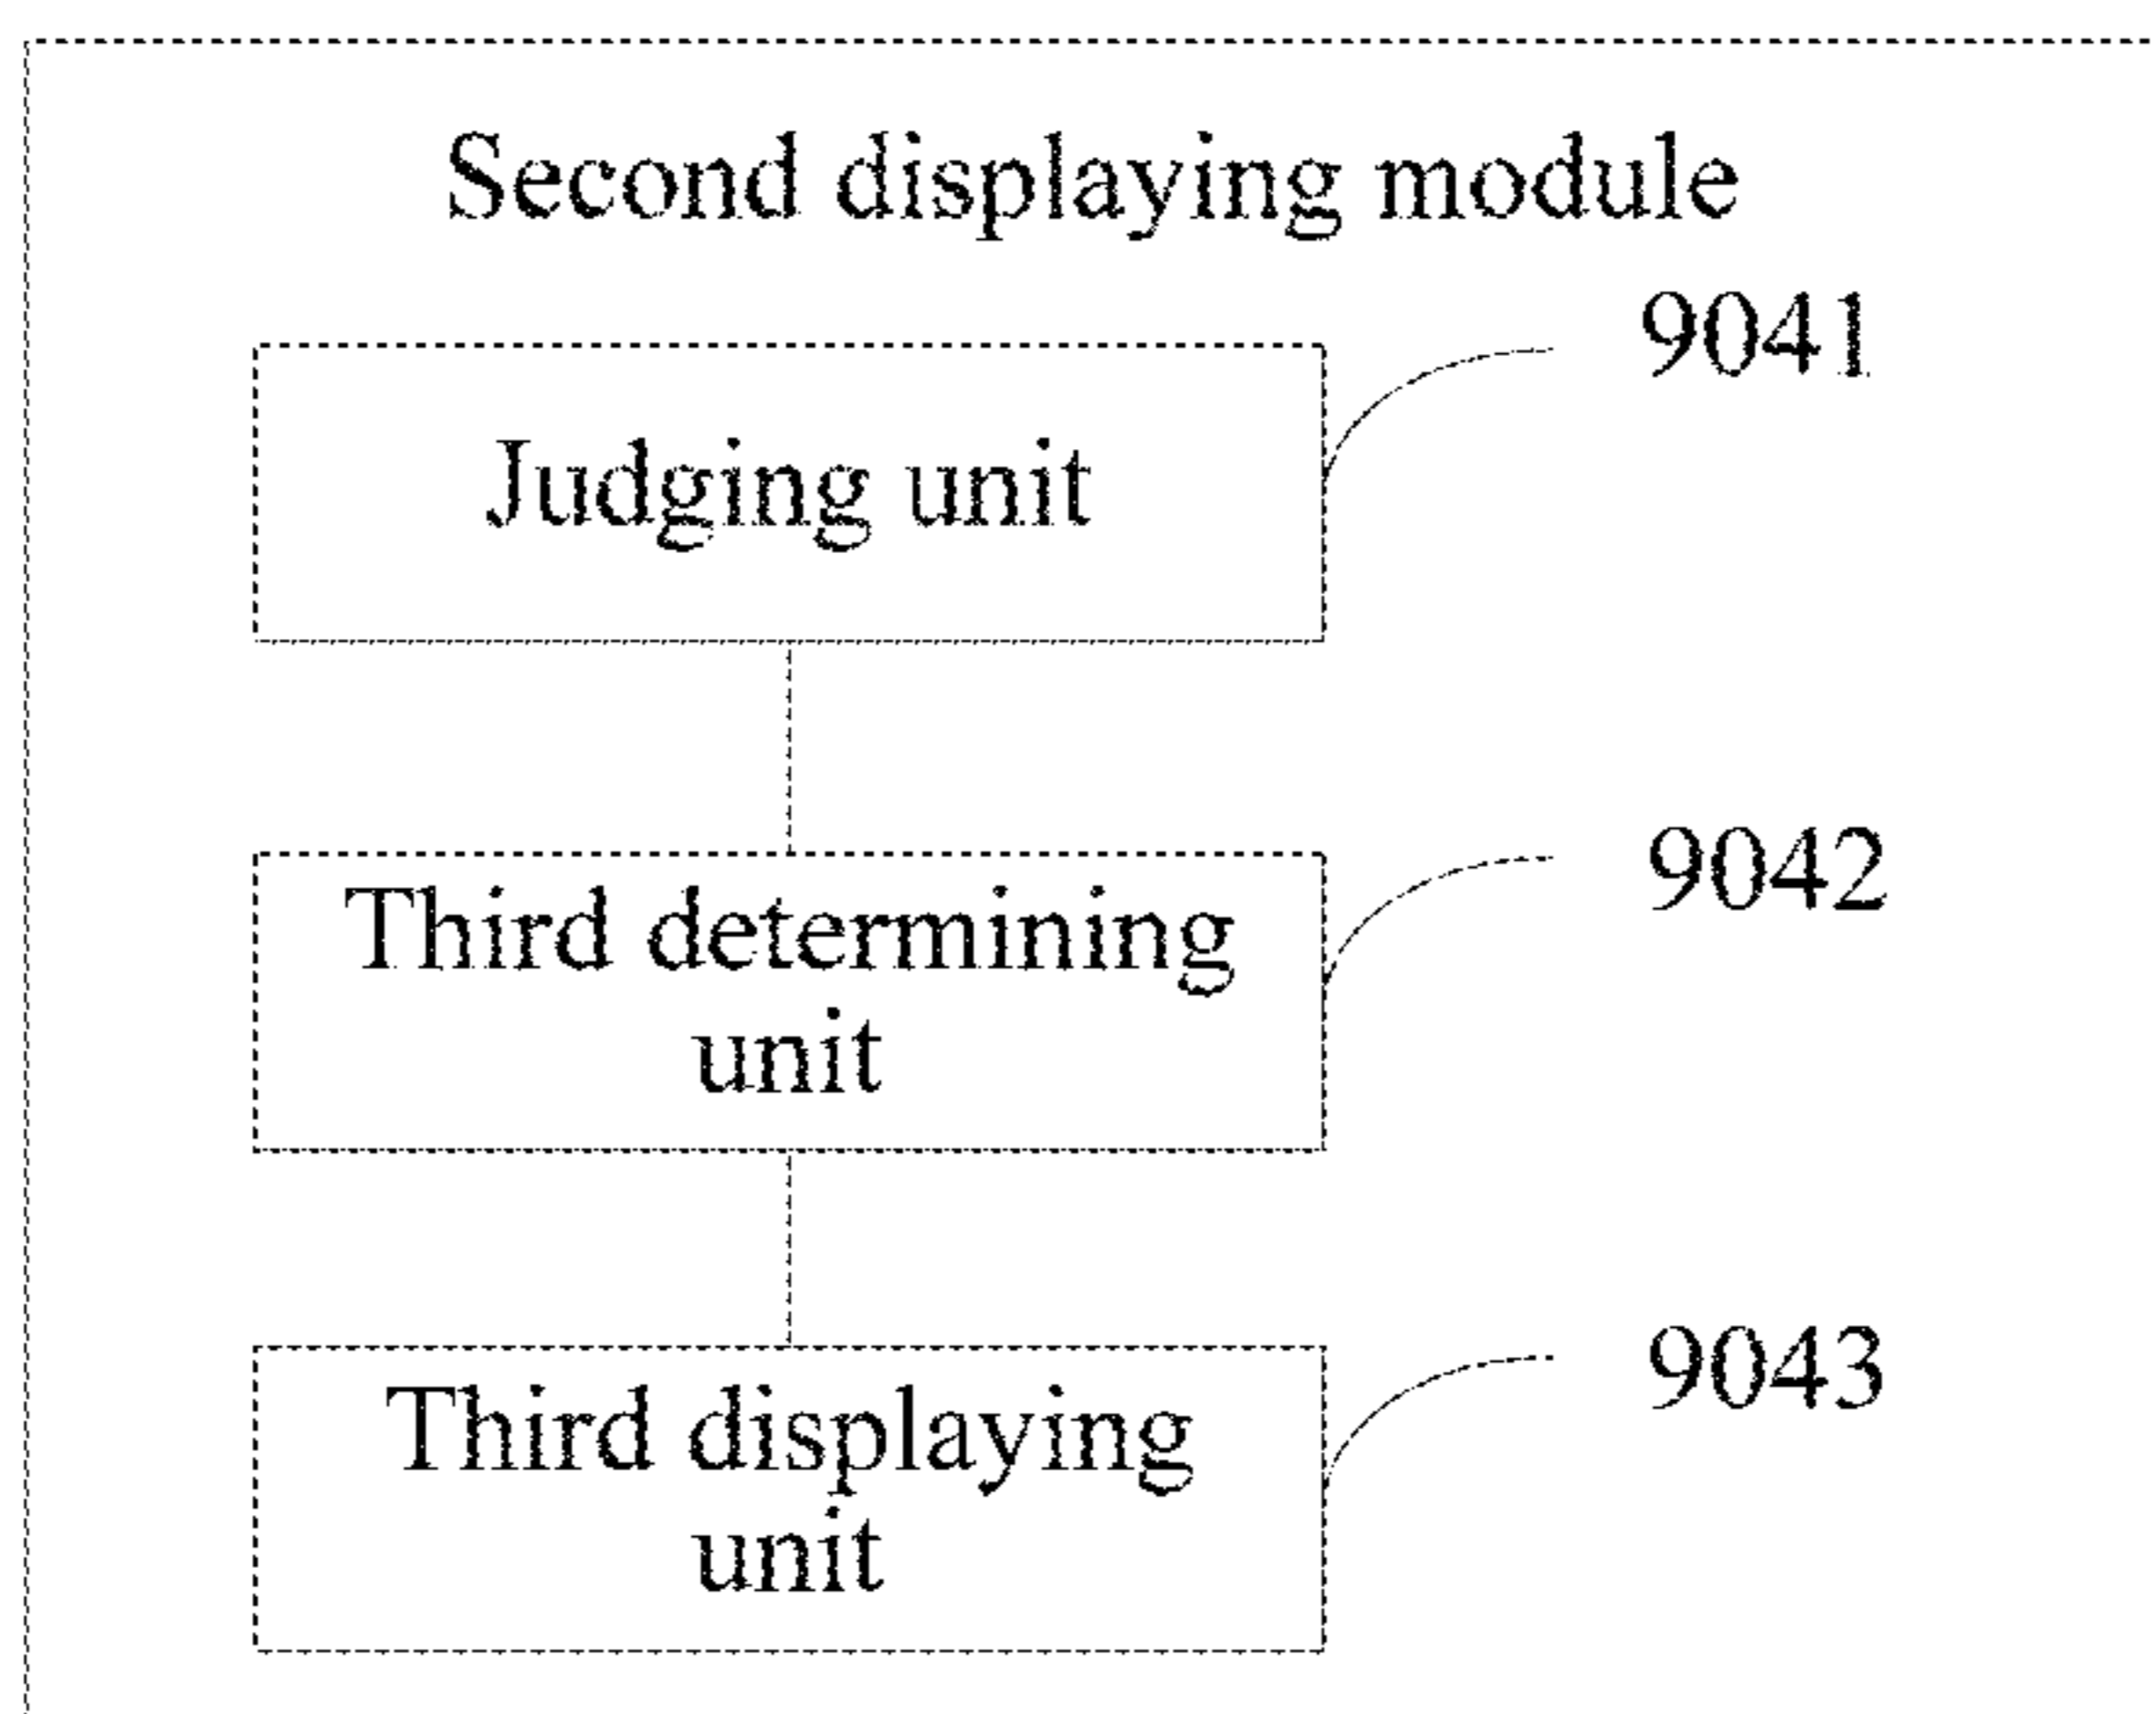 Second displaying module
9041
Judging unit
9042
Third determining
unit
9043
Third displaying
unit